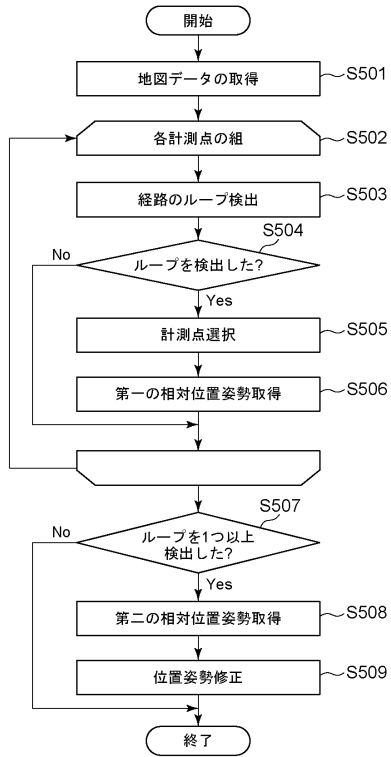 開始
地図データの取得
S501
各計測点の組
S502
経路のループ検出
S503
S504
ループを検出した?
No
Yes
計測点選択
S505
第一の相対位置姿勢取得
S506
S507
ループを1つ以上
検出した?
No
Yes
第二の相対位置姿勢取得
S508
位置姿勢修正
S509
終了